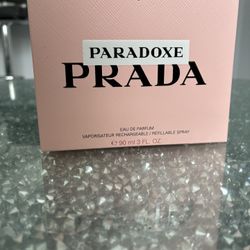 PARADOXE
PRADA
EAU DE PARFUM
VAPORISATEUR RECHARGEABLE / REFILLABLE SPRAY
℮ 90 ml 3 FL. OZ.